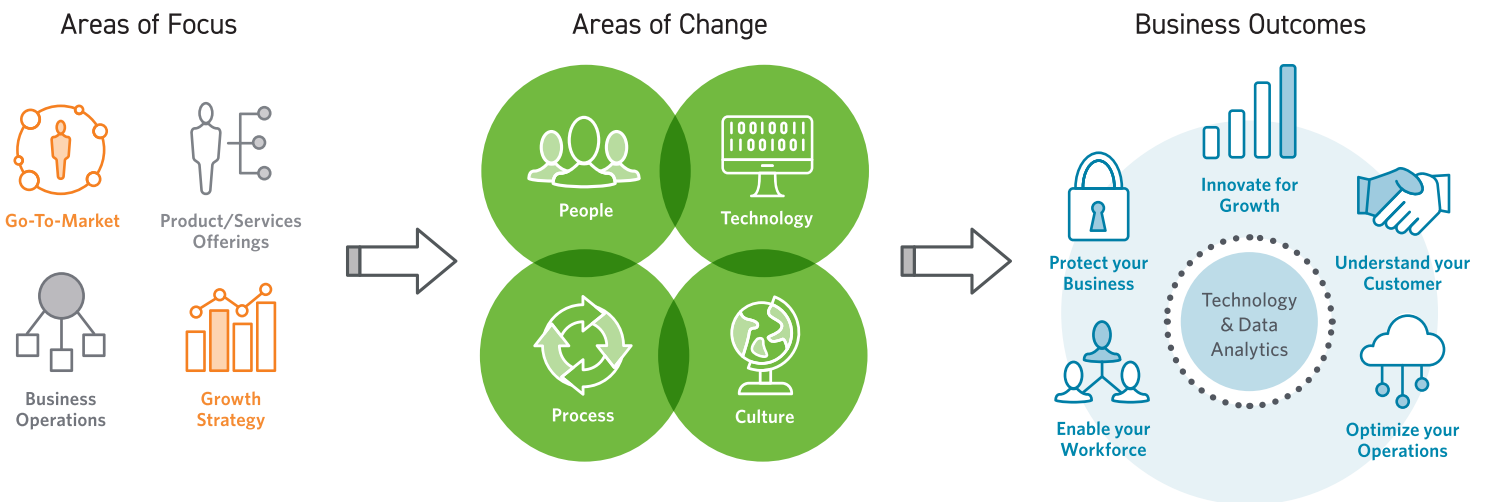 Areas of Focus
Go-To-Market
Product/Services
Offerings
Business
Operations
Growth
Strategy
Areas of Change
People
10010011
11001001
Technology
Process
Culture
Business Outcomes
Innovate for
Growth
Protect your
Business
Understand your
Customer
Technology
& Data
Analytics
Enable your
Workforce
Optimize your
Operations